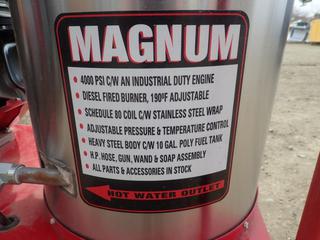 MAGNUM
• 4000 PSI C/W AN INDUSTRIAL DUTY ENGINE
• DIESEL FIRED BURNER, 190ºF ADJUSTABLE
• SCHEDULE 80 COIL C/W STAINLESS STEEL WRAP
• ADJUSTABLE PRESSURE & TEMPERATURE CONTROL
• HEAVY STEEL BODY C/W 10 GAL. POLY FUEL TANK
• H.P. HOSE, GUN, WAND & SOAP ASSEMBLY
• ALL PARTS & ACCESSORIES IN STOCK
HOT WATER OUTLET